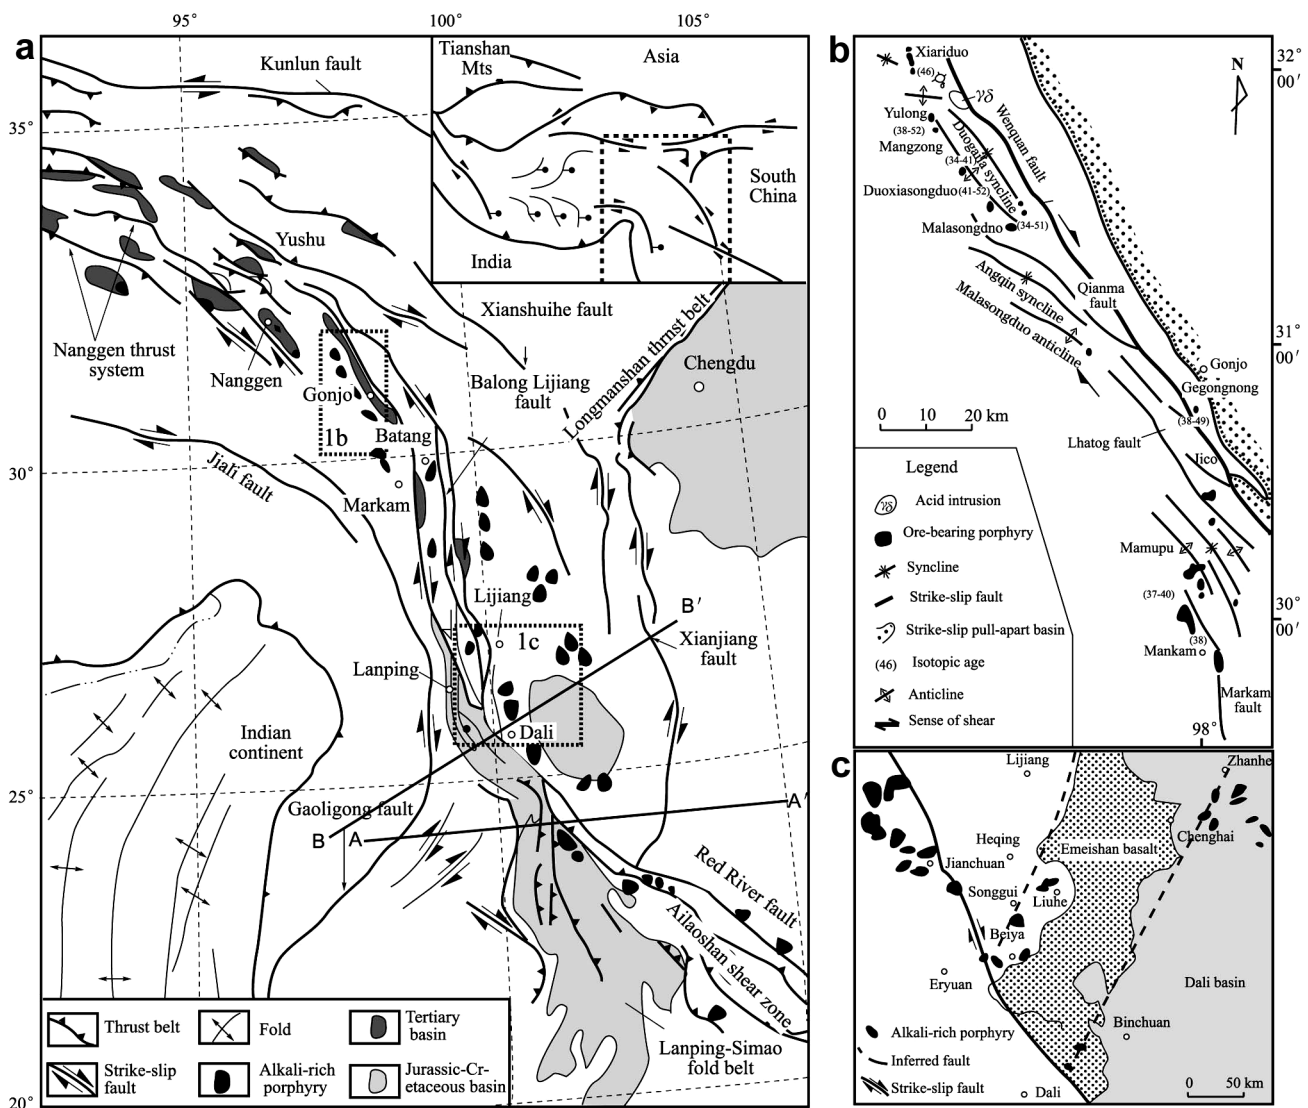 95°
100°
105°
a
Kunlun fault
35°
Tianshan
Mts
Asia
South
China
India
Yushu
Xianshuihe fault
Nanggen thrust
system
Nanggen
Gonjo
1b
Balong Lijiang
fault
Longmanshan thrnst belt
Chengdu
Batang
30°
Jiali fault
Markam
Lijiang
B′
1c
Xianjiang
fault
Lanping
Dali
Indian
continent
25°
Gaoligong fault
B
A
A′
Red River fault
Ailaoshan shear zone
Lanping-Simao
fold belt
Thrust belt
Fold
Tertiary
basin
Strike-slip
fault
Alkali-rich
porphyry
Jurassic-Cr-
etaceous basin
20°
b
Xiariduo
(46)
γδ
N
32°
00′
Yulong
(38-52)
Mangzong
Duogaila syncline
Wenquan fault
(34-41)
Duoxiasongduo
(41-52)
Malasongdno
(34-51)
Angqin syncline
Qianma
fault
Malasongduo anticline
31°
00′
Gonjo
Gegongnong
(38-49)
0 10 20 km
Lhatog fault
Jico
Legend
γδ
Acid intrusion
Ore-bearing porphyry
Syncline
Strike-slip fault
Strike-slip pull-apart basin
(46)
Isotopic age
Anticline
Sense of shear
Mamupu
(37-40)
30°
00′
(38)
Mankam
Markam
fault
98°
c
Lijiang
Zhanhe
Heqing
Emeishan basalt
Chenghai
Jianchuan
Songgui
Liuhe
Beiya
Eryuan
Dali basin
Binchuan
Alkali-rich porphyry
Inferred fault
Strike-slip fault
Dali
0 50 km